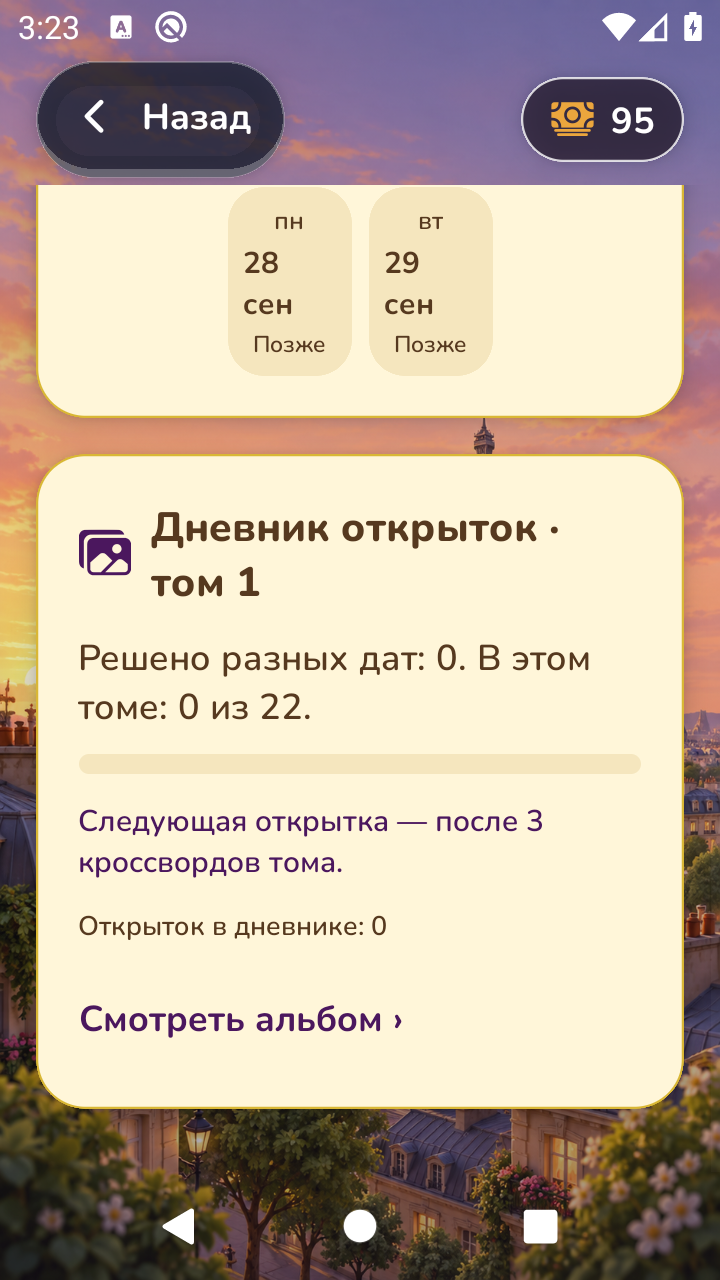 3:23
Назад
95
пн
28
сен
Позже
вт
29
сен
Позже
Дневник открыток ·
том 1
Решено разных дат: 0. В этом
томе: 0 из 22.
Следующая открытка — после 3
кроссвордов тома.
Открыток в дневнике: 0
Смотреть альбом ›